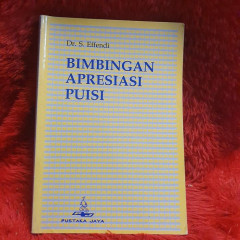 Dr. S. Effendi
BIMBINGAN
APRESIASI
PUISI
PUSTAKA JAYA